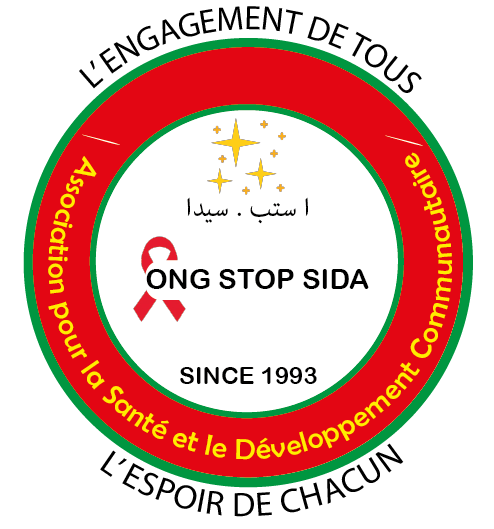 L'ENGAGEMENT DE TOUS
ا ستب . سيدا
ONG STOP SIDA
SINCE 1993
Association pour la Santé et le Développement Communautaire
L'ESPOIR DE CHACUN